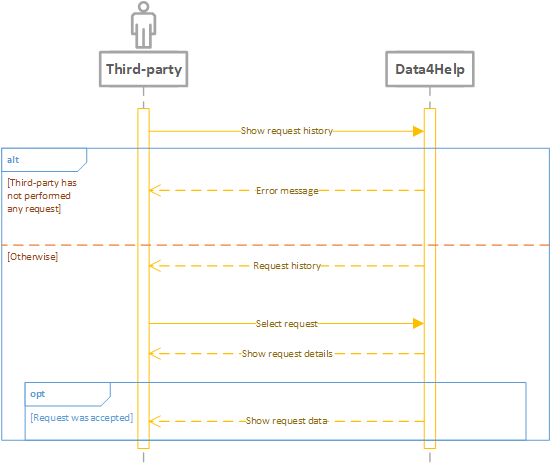 Third-party
Data4Help
Show request history
alt
[Third-party has
not performed
any request]
Error message
[Otherwise]
Request history
Select request
Show request details
opt
[Request was accepted]
Show request data